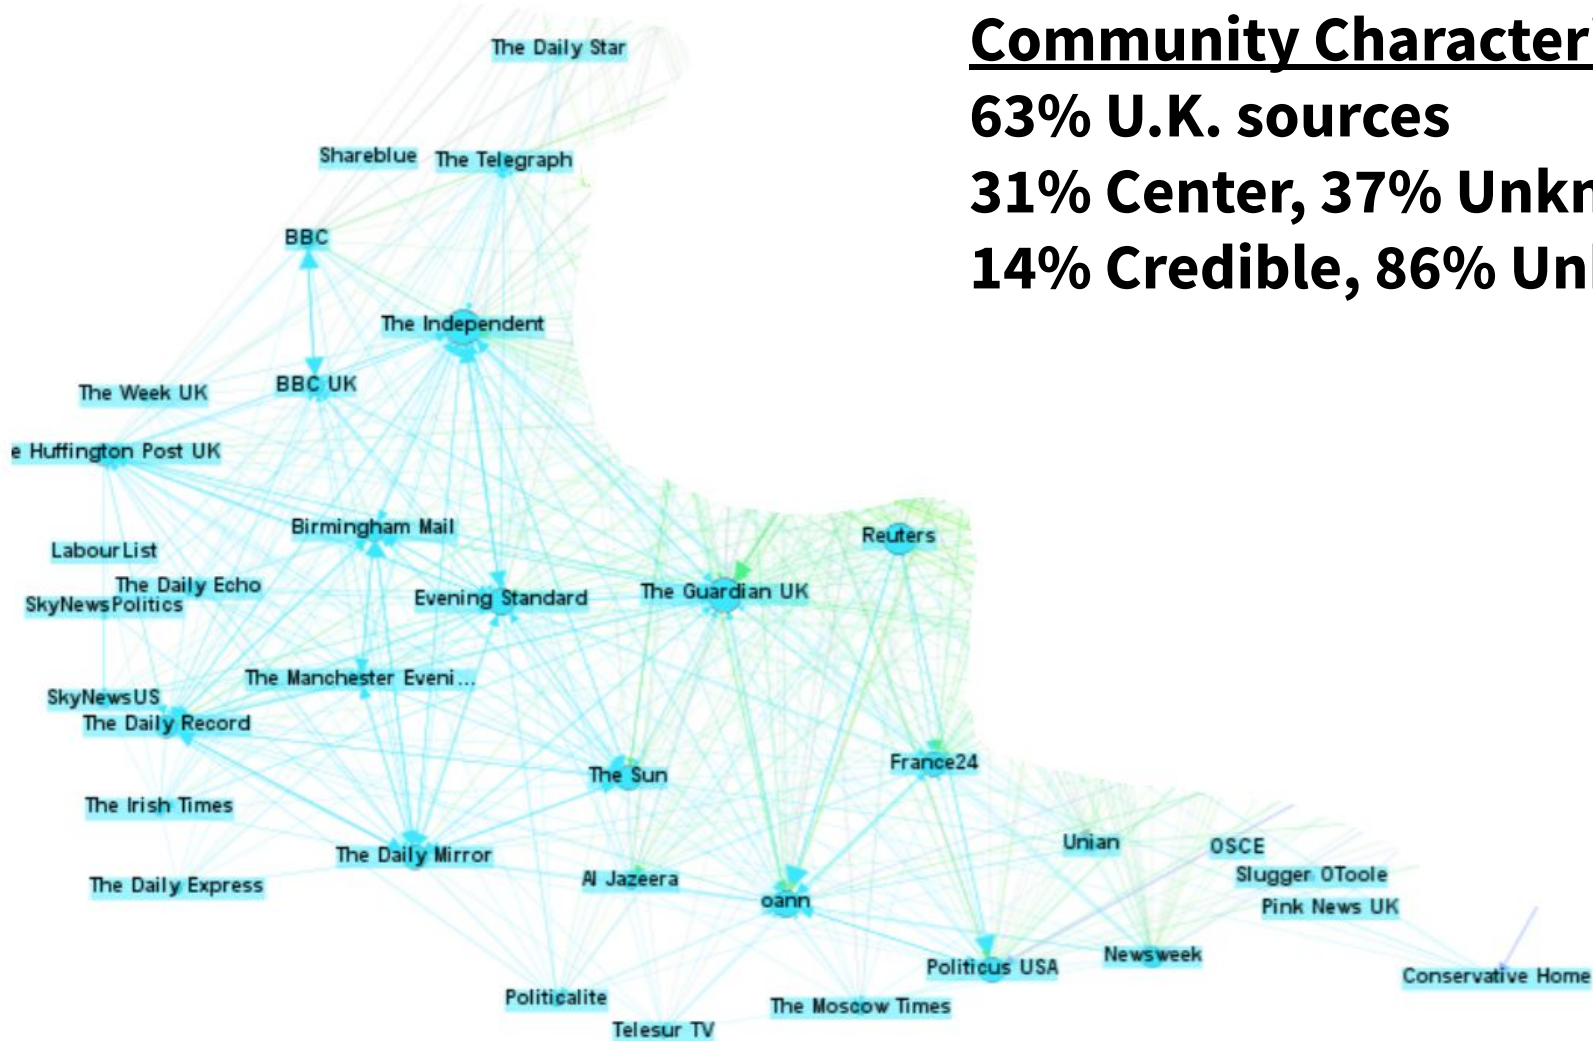 Community Character
63% U.K. sources
31% Center, 37% Unkn
14% Credible, 86% Un
The Daily Star
Shareblue
The Telegraph
BBC
The Independent
BBC UK
The Week UK
e Huffington Post UK
Birmingham Mail
Reuters
LabourList
The Daily Echo
SkyNewsPolitics
Evening Standard
The Guardian UK
The Manchester Eveni...
SkyNewsUS
The Daily Record
The Sun
France24
The Irish Times
The Daily Mirror
Unian
OSCE
Slugger OToole
Pink News UK
The Daily Express
Al Jazeera
oann
Politicus USA
Newsweek
Conservative Home
Politicalite
The Moscow Times
Telesur TV